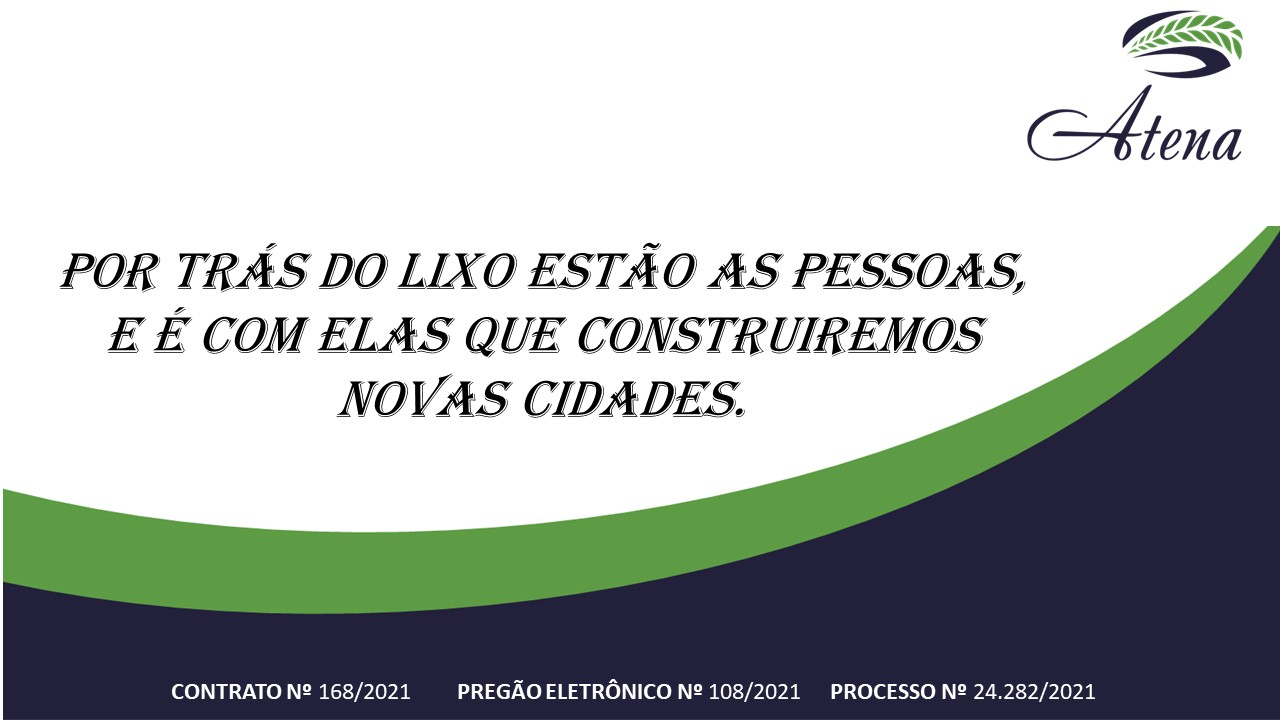 Atena
POR TRÁS DO LIXO ESTÃO AS PESSOAS,
E É COM ELAS QUE CONSTRUIREMOS
NOVAS CIDADES.
CONTRATO Nº 168/2021 PREGÃO ELETRÔNICO Nº 108/2021 PROCESSO Nº 24.282/2021